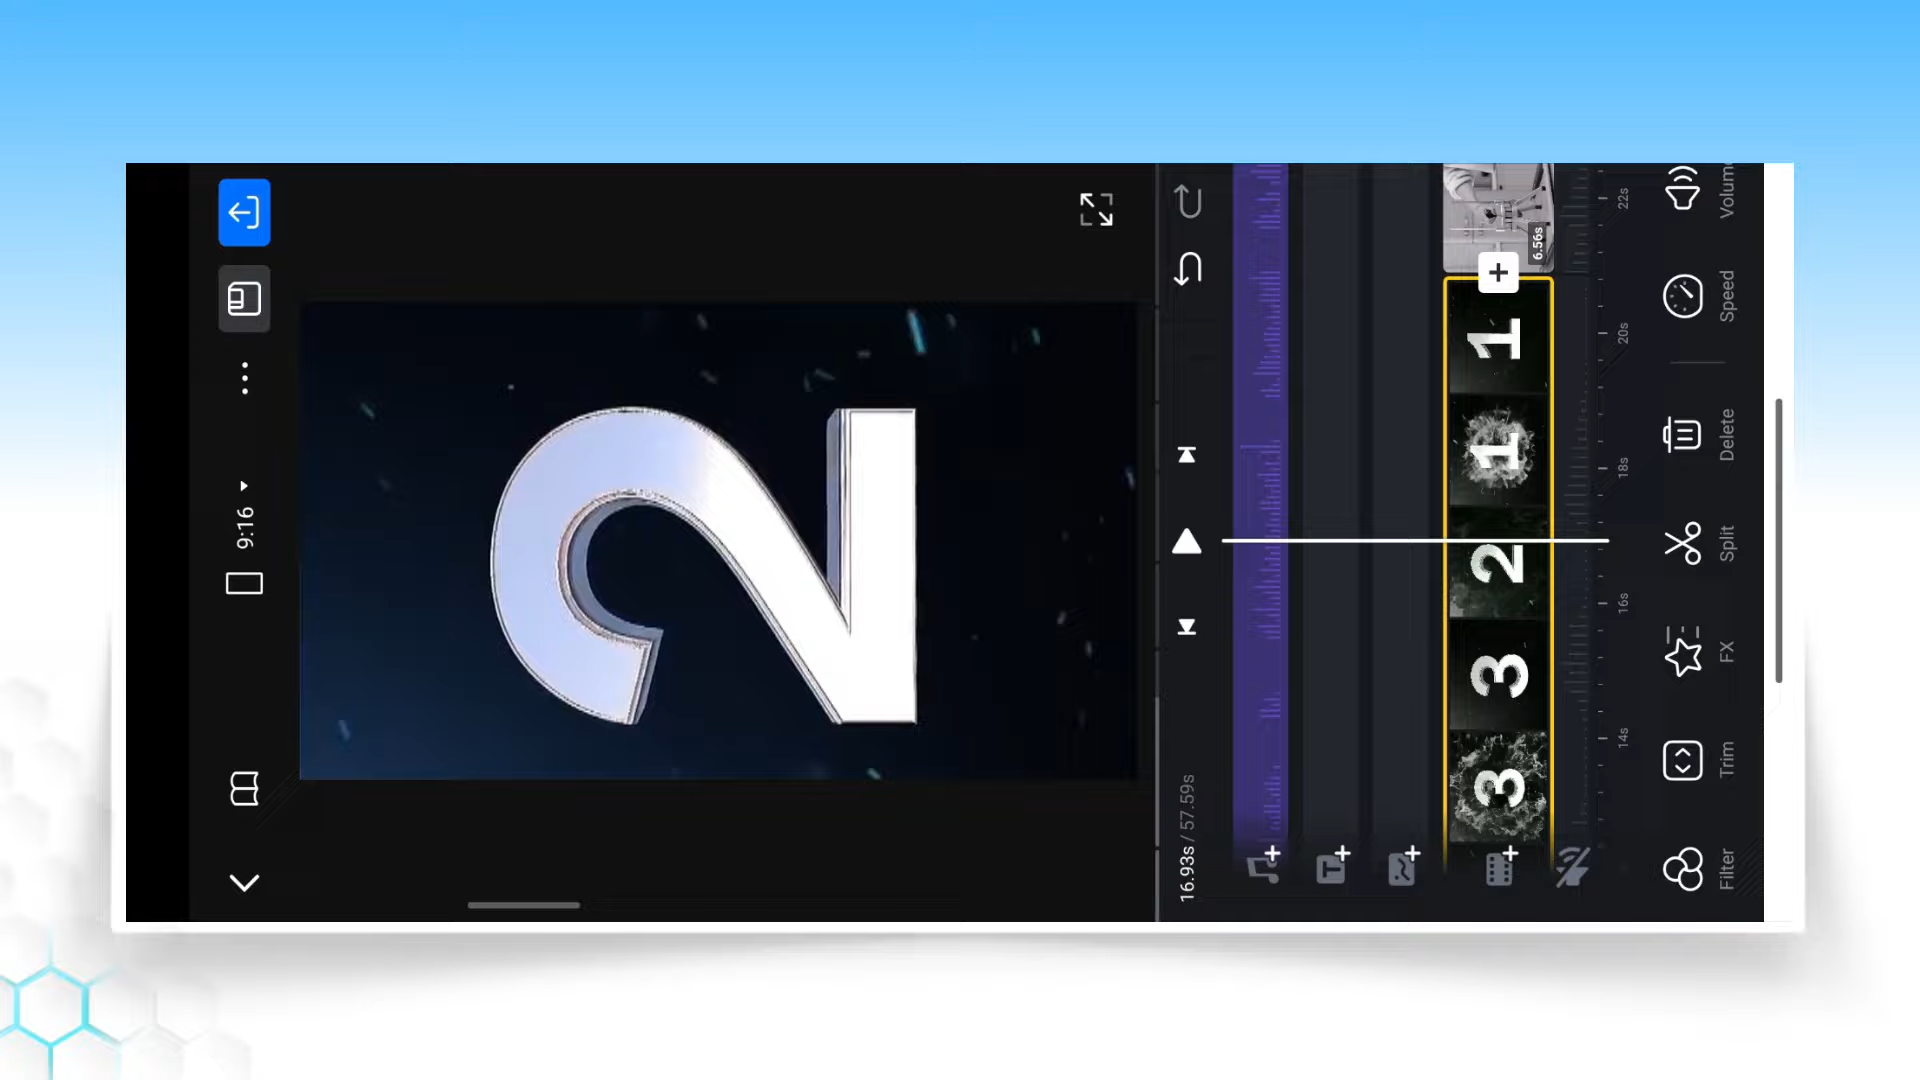 9:16
2
16.93s / 57.59s
6.56s
3
3
2
1
1
14s
16s
18s
20s
22s
Filter
Trim
FX
Split
Delete
Speed
Volum